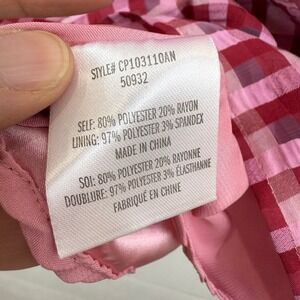 STYLE# CP103110AN
50932
SELF: 80% POLYESTER 20% RAYON
LINING: 97% POLYESTER 3% SPANDEX
MADE IN CHINA
SOI: 80% POLYESTER 20% RAYONNE
DOUBLURE: 97% POLYESTER 3% ÉLASTHANNE
FABRIQUÉ EN CHINE